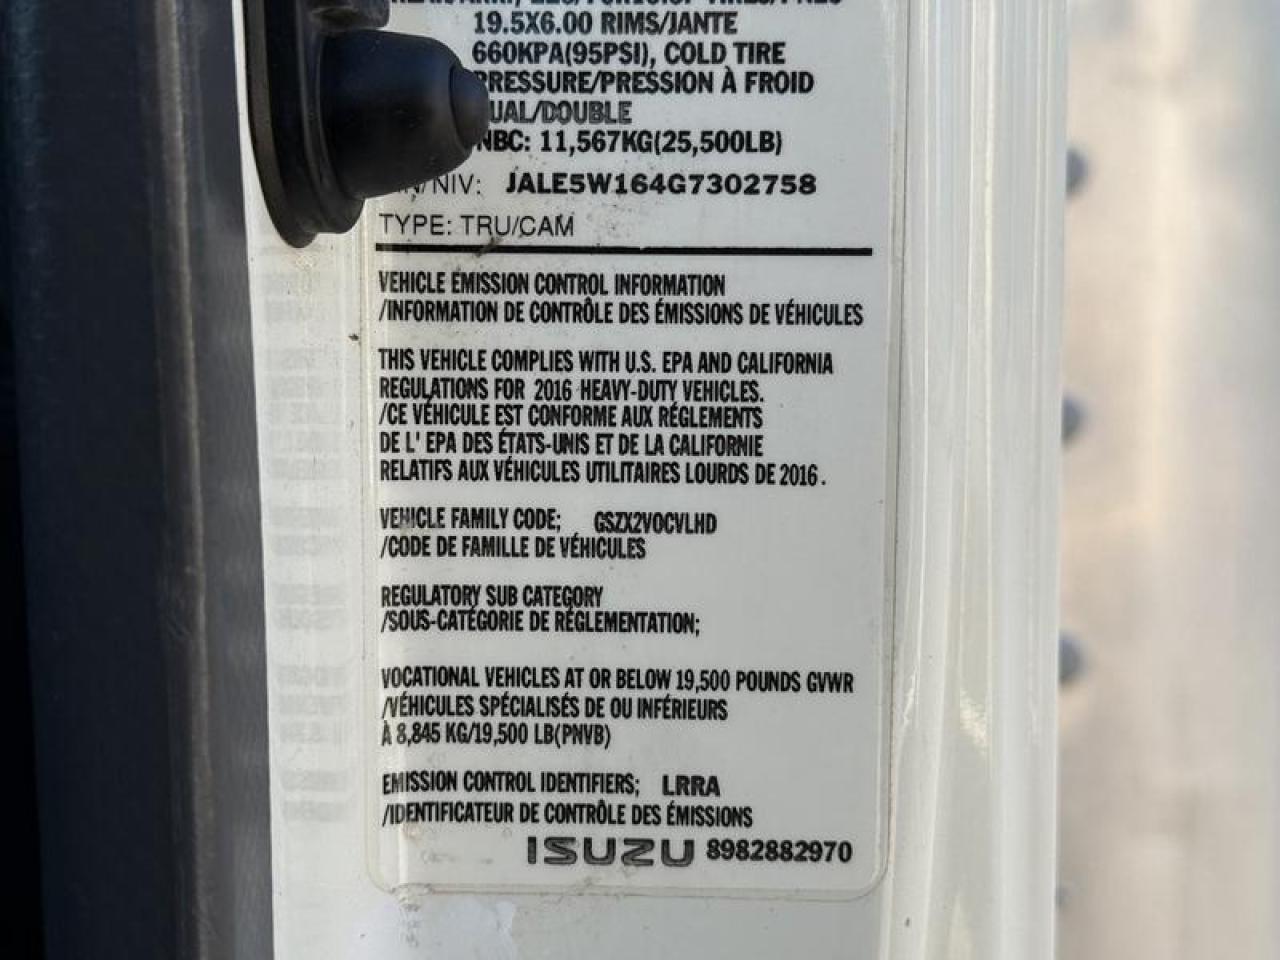 19.5X6.00 RIMS/JANTE
660KPA(95PSI), COLD TIRE
PRESSURE/PRESSION À FROID
UAL/DOUBLE
NBC: 11,567KG(25,500LB)
/NIV: JALE5W164G7302758
TYPE: TRU/CAM
VEHICLE EMISSION CONTROL INFORMATION
/INFORMATION DE CONTRÔLE DES ÉMISSIONS DE VÉHICULES
THIS VEHICLE COMPLIES WITH U.S. EPA AND CALIFORNIA
REGULATIONS FOR 2016 HEAVY-DUTY VEHICLES.
/CE VÉHICULE EST CONFORME AUX RÉGLEMENTS
DE L' EPA DES ÉTATS-UNIS ET DE LA CALIFORNIE
RELATIFS AUX VÉHICULES UTILITAIRES LOURDS DE 2016.
VEHICLE FAMILY CODE; GSZX2VOCVLHD
/CODE DE FAMILLE DE VÉHICULES
REGULATORY SUB CATEGORY
/SOUS-CATÉGORIE DE RÉGLEMENTATION;
VOCATIONAL VEHICLES AT OR BELOW 19,500 POUNDS GVWR
/VÉHICULES SPÉCIALISÉS DE OU INFÉRIEURS
À 8,845 KG/19,500 LB(PNVB)
EMISSION CONTROL IDENTIFIERS; LRRA
/IDENTIFICATEUR DE CONTRÔLE DES ÉMISSIONS
ISUZU 8982882970